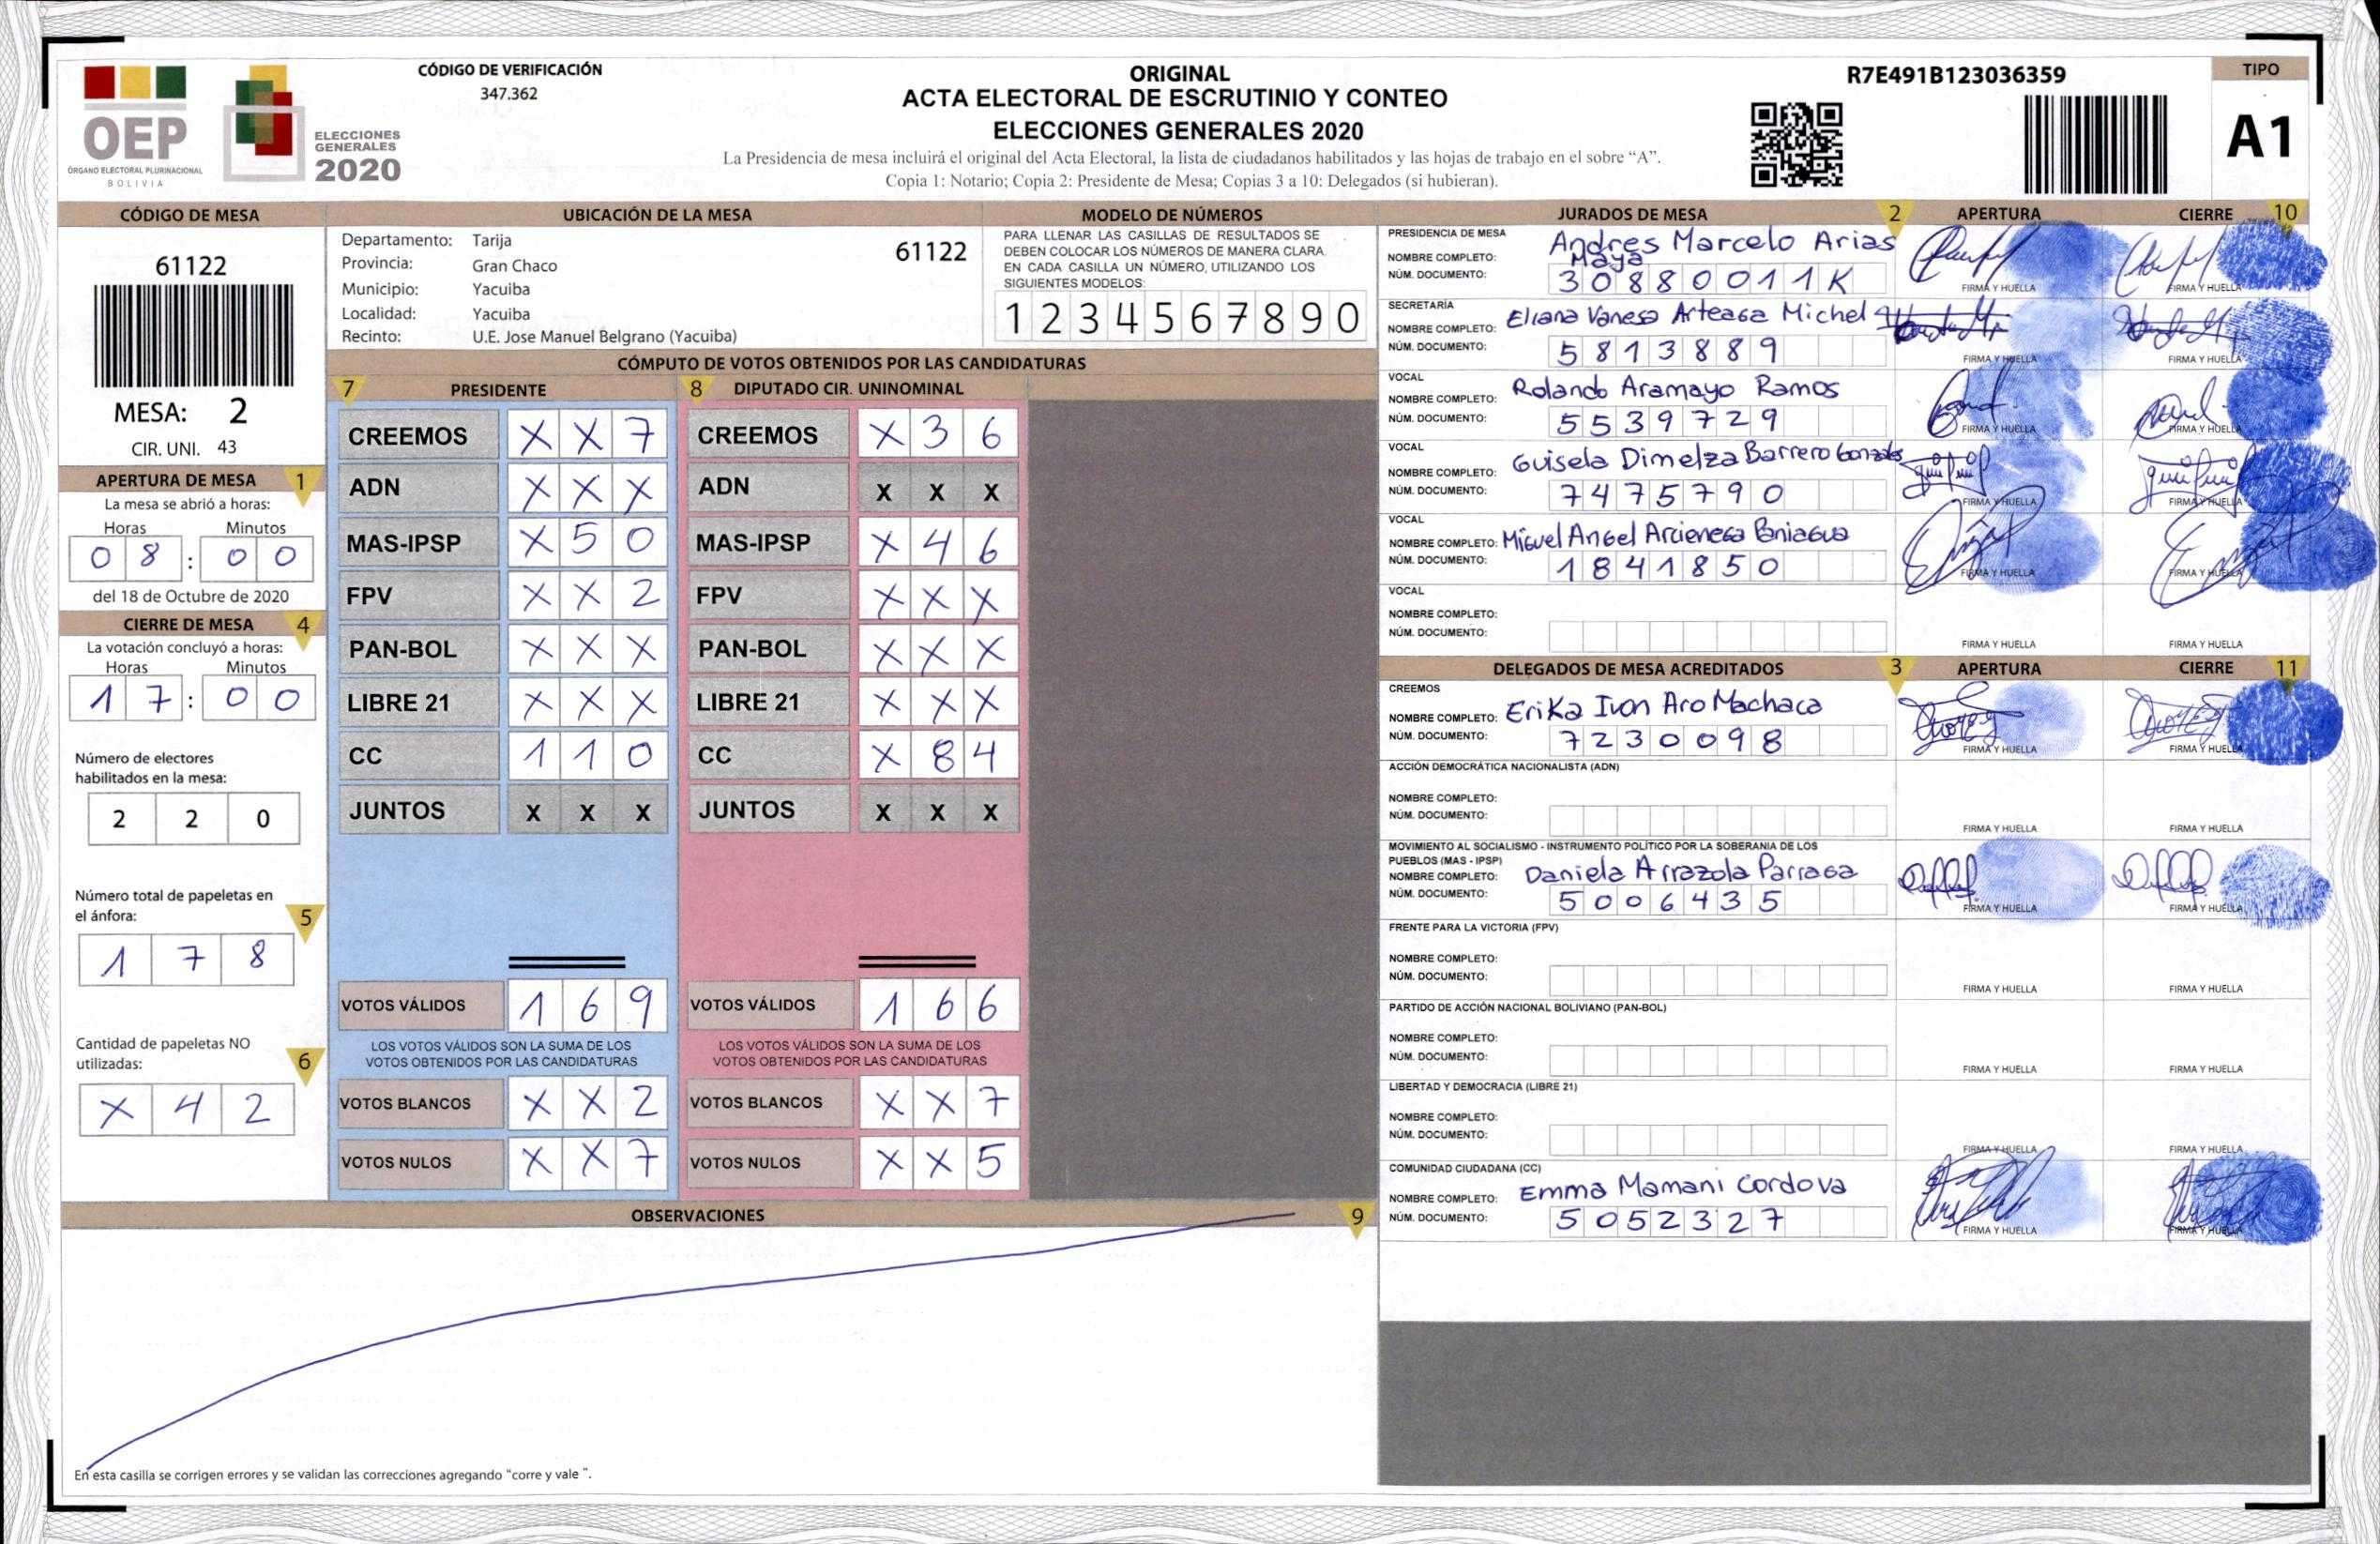 CÓDIGO DE VERIFICACIÓN
347.362
OEP
ÓRGANO ELECTORAL PLURINACIONAL
BOLIVIA
ELECCIONES
GENERALES
2020
ORIGINAL
ACTA ELECTORAL DE ESCRUTINIO Y CONTEO
ELECCIONES GENERALES 2020
La Presidencia de mesa incluirá el original del Acta Electoral, la lista de ciudadanos habilitados y las hojas de trabajo en el sobre “A”.
Copia 1: Notario; Copia 2: Presidente de Mesa; Copias 3 a 10: Delegados (si hubieran).
R7E491B123036359
TIPO
A1
CÓDIGO DE MESA
61122
MESA: 2
CIR. UNI. 43
APERTURA DE MESA 1
La mesa se abrió a horas:
Horas Minutos
08 : 00
del 18 de Octubre de 2020
CIERRE DE MESA 4
La votación concluyó a horas:
Horas Minutos
17 : 00
Número de electores
habilitados en la mesa:
2 2 0
Número total de papeletas en
el ánfora: 5
1 7 8
Cantidad de papeletas NO
utilizadas: 6
X 4 2
UBICACIÓN DE LA MESA
Departamento: Tarija 61122
Provincia: Gran Chaco
Municipio: Yacuiba
Localidad: Yacuiba
Recinto: U.E. Jose Manuel Belgrano (Yacuiba)
MODELO DE NÚMEROS
PARA LLENAR LAS CASILLAS DE RESULTADOS SE
DEBEN COLOCAR LOS NÚMEROS DE MANERA CLARA.
EN CADA CASILLA UN NÚMERO, UTILIZANDO LOS
SIGUIENTES MODELOS:
1 2 3 4 5 6 7 8 9 0
CÓMPUTO DE VOTOS OBTENIDOS POR LAS CANDIDATURAS
7 PRESIDENTE 8 DIPUTADO CIR. UNINOMINAL
CREEMOS X X 7 CREEMOS X 3 6
ADN X X X ADN X X X
MAS-IPSP X 5 0 MAS-IPSP X 4 6
FPV X X 2 FPV X X X
PAN-BOL X X X PAN-BOL X X X
LIBRE 21 X X X LIBRE 21 X X X
CC 1 1 0 CC X 8 4
JUNTOS X X X JUNTOS X X X
VOTOS VÁLIDOS 1 6 9 VOTOS VÁLIDOS 1 6 6
LOS VOTOS VÁLIDOS SON LA SUMA DE LOS LOS VOTOS VÁLIDOS SON LA SUMA DE LOS
VOTOS OBTENIDOS POR LAS CANDIDATURAS VOTOS OBTENIDOS POR LAS CANDIDATURAS
VOTOS BLANCOS X X 2 VOTOS BLANCOS X X 7
VOTOS NULOS X X 7 VOTOS NULOS X X 5
OBSERVACIONES 9
En esta casilla se corrigen errores y se validan las correcciones agregando “corre y vale ”.
JURADOS DE MESA 2 APERTURA CIERRE 10
PRESIDENCIA DE MESA
NOMBRE COMPLETO: Andres Marcelo Arias Maya
NÚM. DOCUMENTO: 30880011K
FIRMA Y HUELLA FIRMA Y HUELLA
SECRETARÍA
NOMBRE COMPLETO: Eliana Vanesa Arteaga Michel
NÚM. DOCUMENTO: 5813889
FIRMA Y HUELLA FIRMA Y HUELLA
VOCAL
NOMBRE COMPLETO: Rolando Aramayo Ramos
NÚM. DOCUMENTO: 5539729
FIRMA Y HUELLA FIRMA Y HUELLA
VOCAL
NOMBRE COMPLETO: Guisela Dimelza Barrero Gonzales
NÚM. DOCUMENTO: 7475790
FIRMA Y HUELLA FIRMA Y HUELLA
VOCAL
NOMBRE COMPLETO: Miguel Angel Arcienega Paniagua
NÚM. DOCUMENTO: 1841850
FIRMA Y HUELLA FIRMA Y HUELLA
VOCAL
NOMBRE COMPLETO:
NÚM. DOCUMENTO:
FIRMA Y HUELLA FIRMA Y HUELLA
DELEGADOS DE MESA ACREDITADOS 3 APERTURA CIERRE 11
CREEMOS
NOMBRE COMPLETO: Erika Ivon Aro Machaca
NÚM. DOCUMENTO: 7230098
FIRMA Y HUELLA FIRMA Y HUELLA
ACCIÓN DEMOCRÁTICA NACIONALISTA (ADN)
NOMBRE COMPLETO:
NÚM. DOCUMENTO:
FIRMA Y HUELLA FIRMA Y HUELLA
MOVIMIENTO AL SOCIALISMO - INSTRUMENTO POLÍTICO POR LA SOBERANIA DE LOS
PUEBLOS (MAS - IPSP)
NOMBRE COMPLETO: Daniela Arrazola Parraga
NÚM. DOCUMENTO: 5006435
FIRMA Y HUELLA FIRMA Y HUELLA
FRENTE PARA LA VICTORIA (FPV)
NOMBRE COMPLETO:
NÚM. DOCUMENTO:
FIRMA Y HUELLA FIRMA Y HUELLA
PARTIDO DE ACCIÓN NACIONAL BOLIVIANO (PAN-BOL)
NOMBRE COMPLETO:
NÚM. DOCUMENTO:
FIRMA Y HUELLA FIRMA Y HUELLA
LIBERTAD Y DEMOCRACIA (LIBRE 21)
NOMBRE COMPLETO:
NÚM. DOCUMENTO:
FIRMA Y HUELLA FIRMA Y HUELLA
COMUNIDAD CIUDADANA (CC)
NOMBRE COMPLETO: Emma Mamani Cordova
NÚM. DOCUMENTO: 5052327
FIRMA Y HUELLA FIRMA Y HUELLA